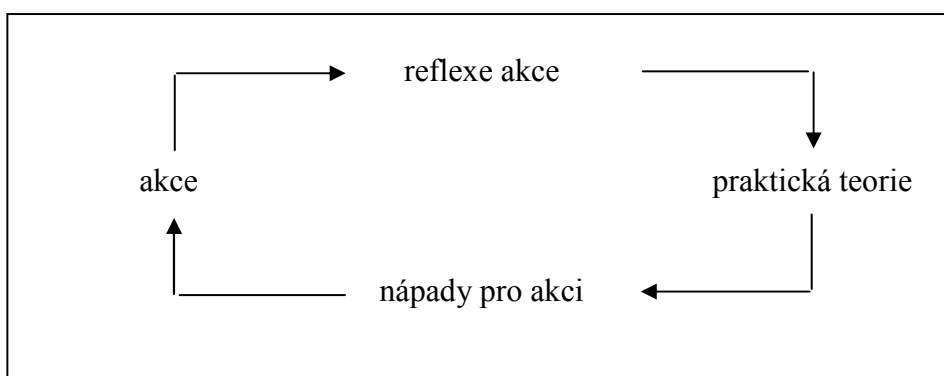 reflexe akce
akce
praktická teorie
nápady pro akci